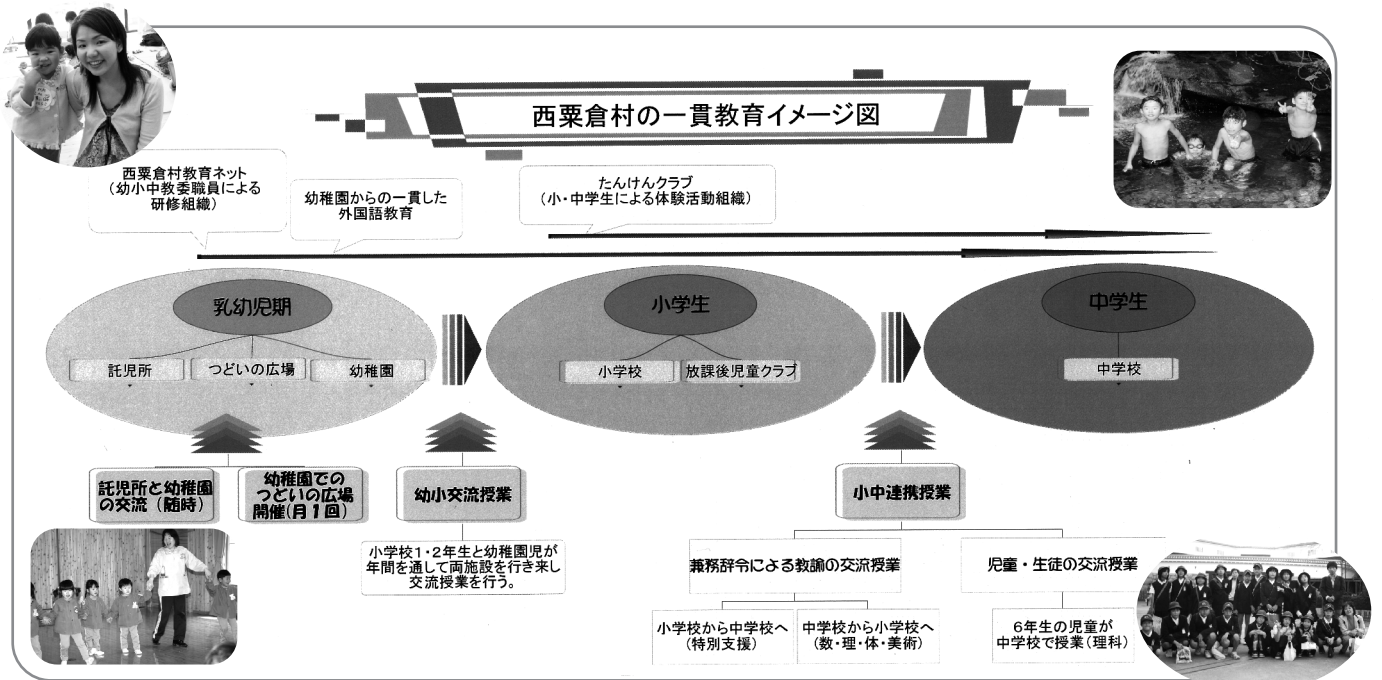 西粟倉村の一貫教育イメージ図
西粟倉村教育ネット
(幼小中教委職員による
研修組織)
幼稚園からの一貫した
外国語教育
たんけんクラブ
(小・中学生による体験活動組織)
乳幼児期
託児所
つどいの広場
幼稚園
小学生
小学校
放課後児童クラブ
中学生
中学校
託児所と幼稚園
の交流(随時)
幼稚園での
つどいの広場
開催(月1回)
幼小交流授業
小学校1・2年生と幼稚園児が
年間を通して両施設を行き来し
交流授業を行う。
小中連携授業
兼務辞令による教諭の交流授業
小学校から中学校へ
(特別支援)
中学校から小学校へ
(数・理・体・美術)
児童・生徒の交流授業
6年生の児童が
中学校で授業(理科)